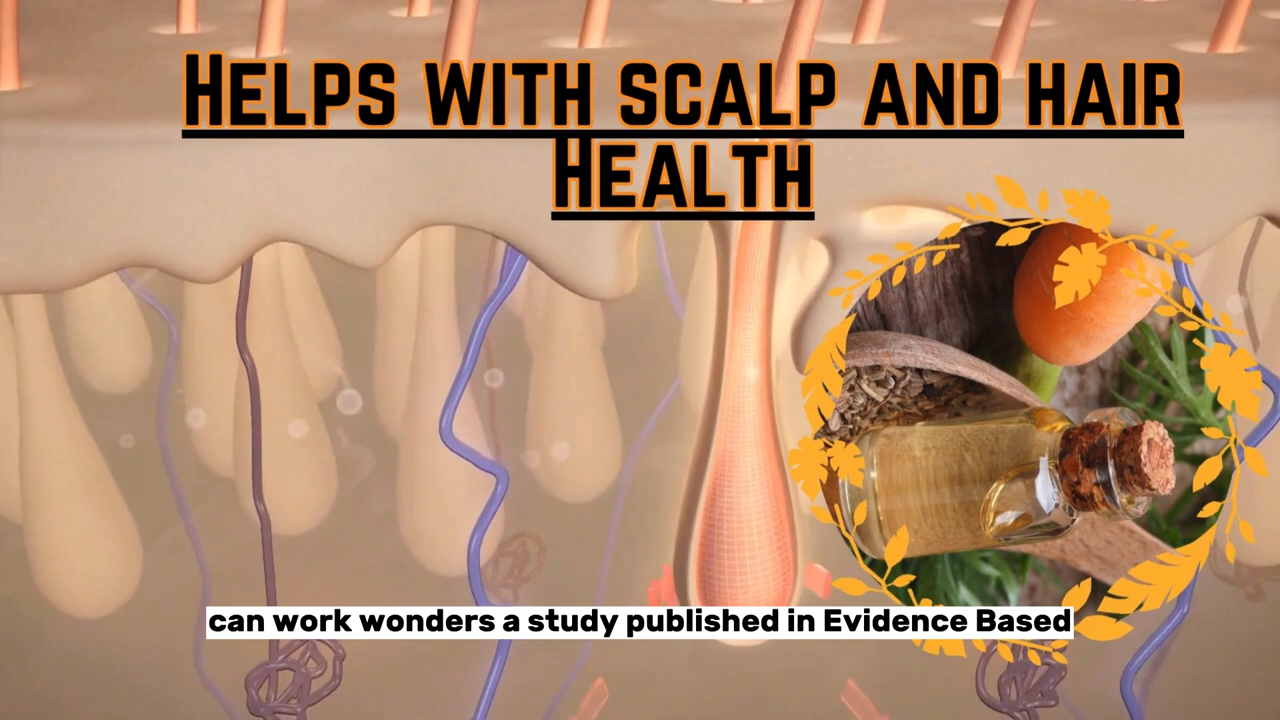 Helps with scalp and hair
Health
can work wonders a study published in Evidence Based